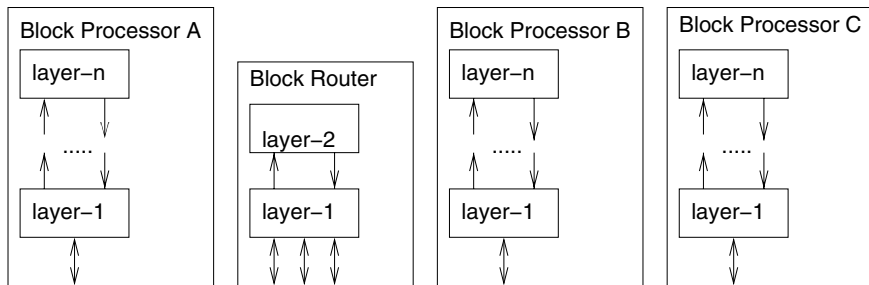 Block Processor A
layer-n
.....
layer-1
Block Router
layer-2
layer-1
Block Processor B
layer-n
.....
layer-1
Block Processor C
layer-n
.....
layer-1